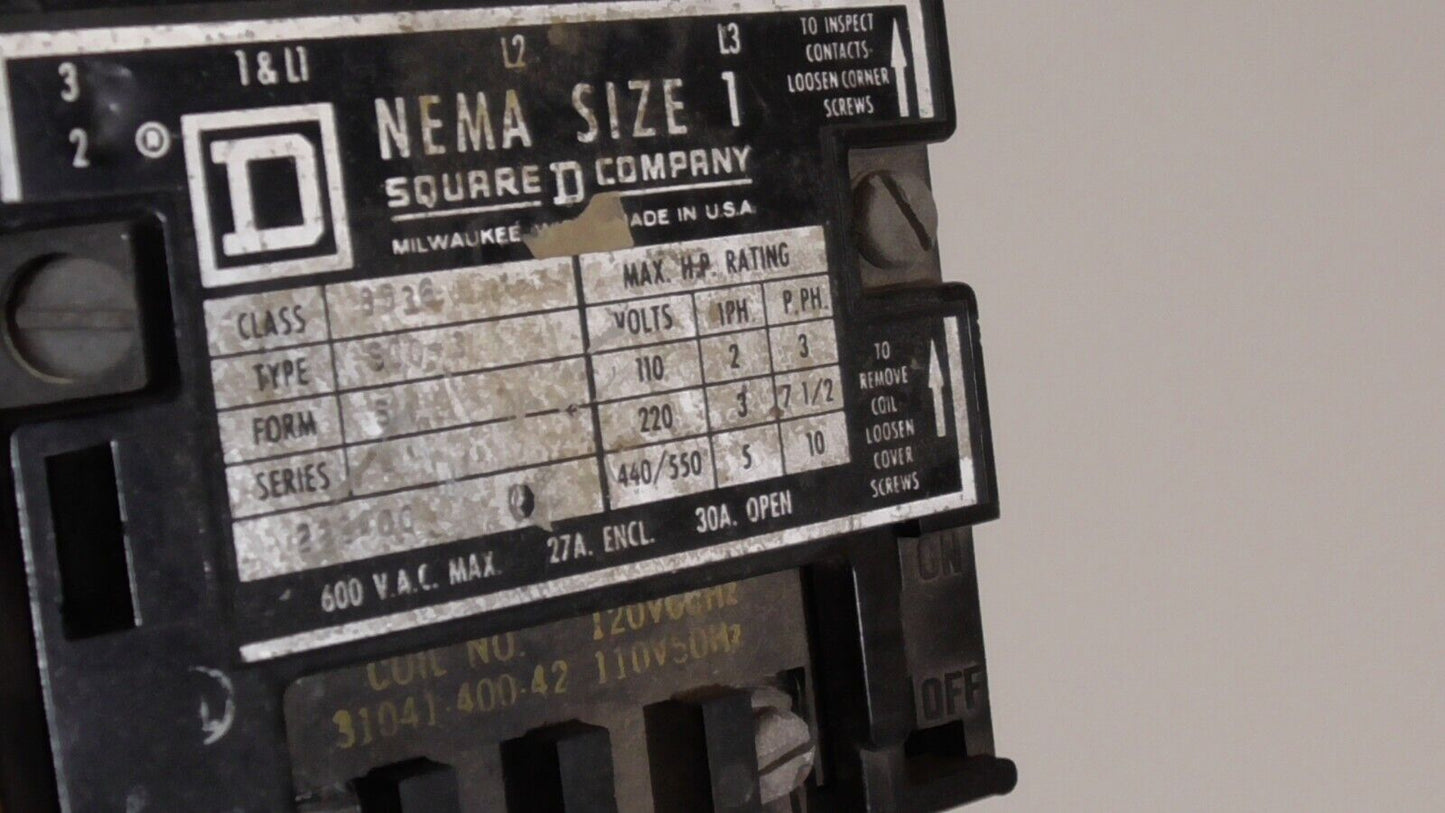 3 1 & L1 L2 L3
2
D
NEMA SIZE 1
SQUARE D COMPANY
MILWAUKEE MADE IN U.S.A.
TO INSPECT
CONTACTS-
LOOSEN CORNER
SCREWS
CLASS
TYPE
FORM
SERIES
MAX. H.P. RATING
VOLTS 1PH. P.PH.
110 2 3
220 3 7 1/2
440/550 5 10
600 V.A.C. MAX. 27A. ENCL. 30A. OPEN
TO
REMOVE
COIL
LOOSEN
COVER
SCREWS
COIL NO. 120V60Hz
31041-400-42 110V50Hz
ON
OFF